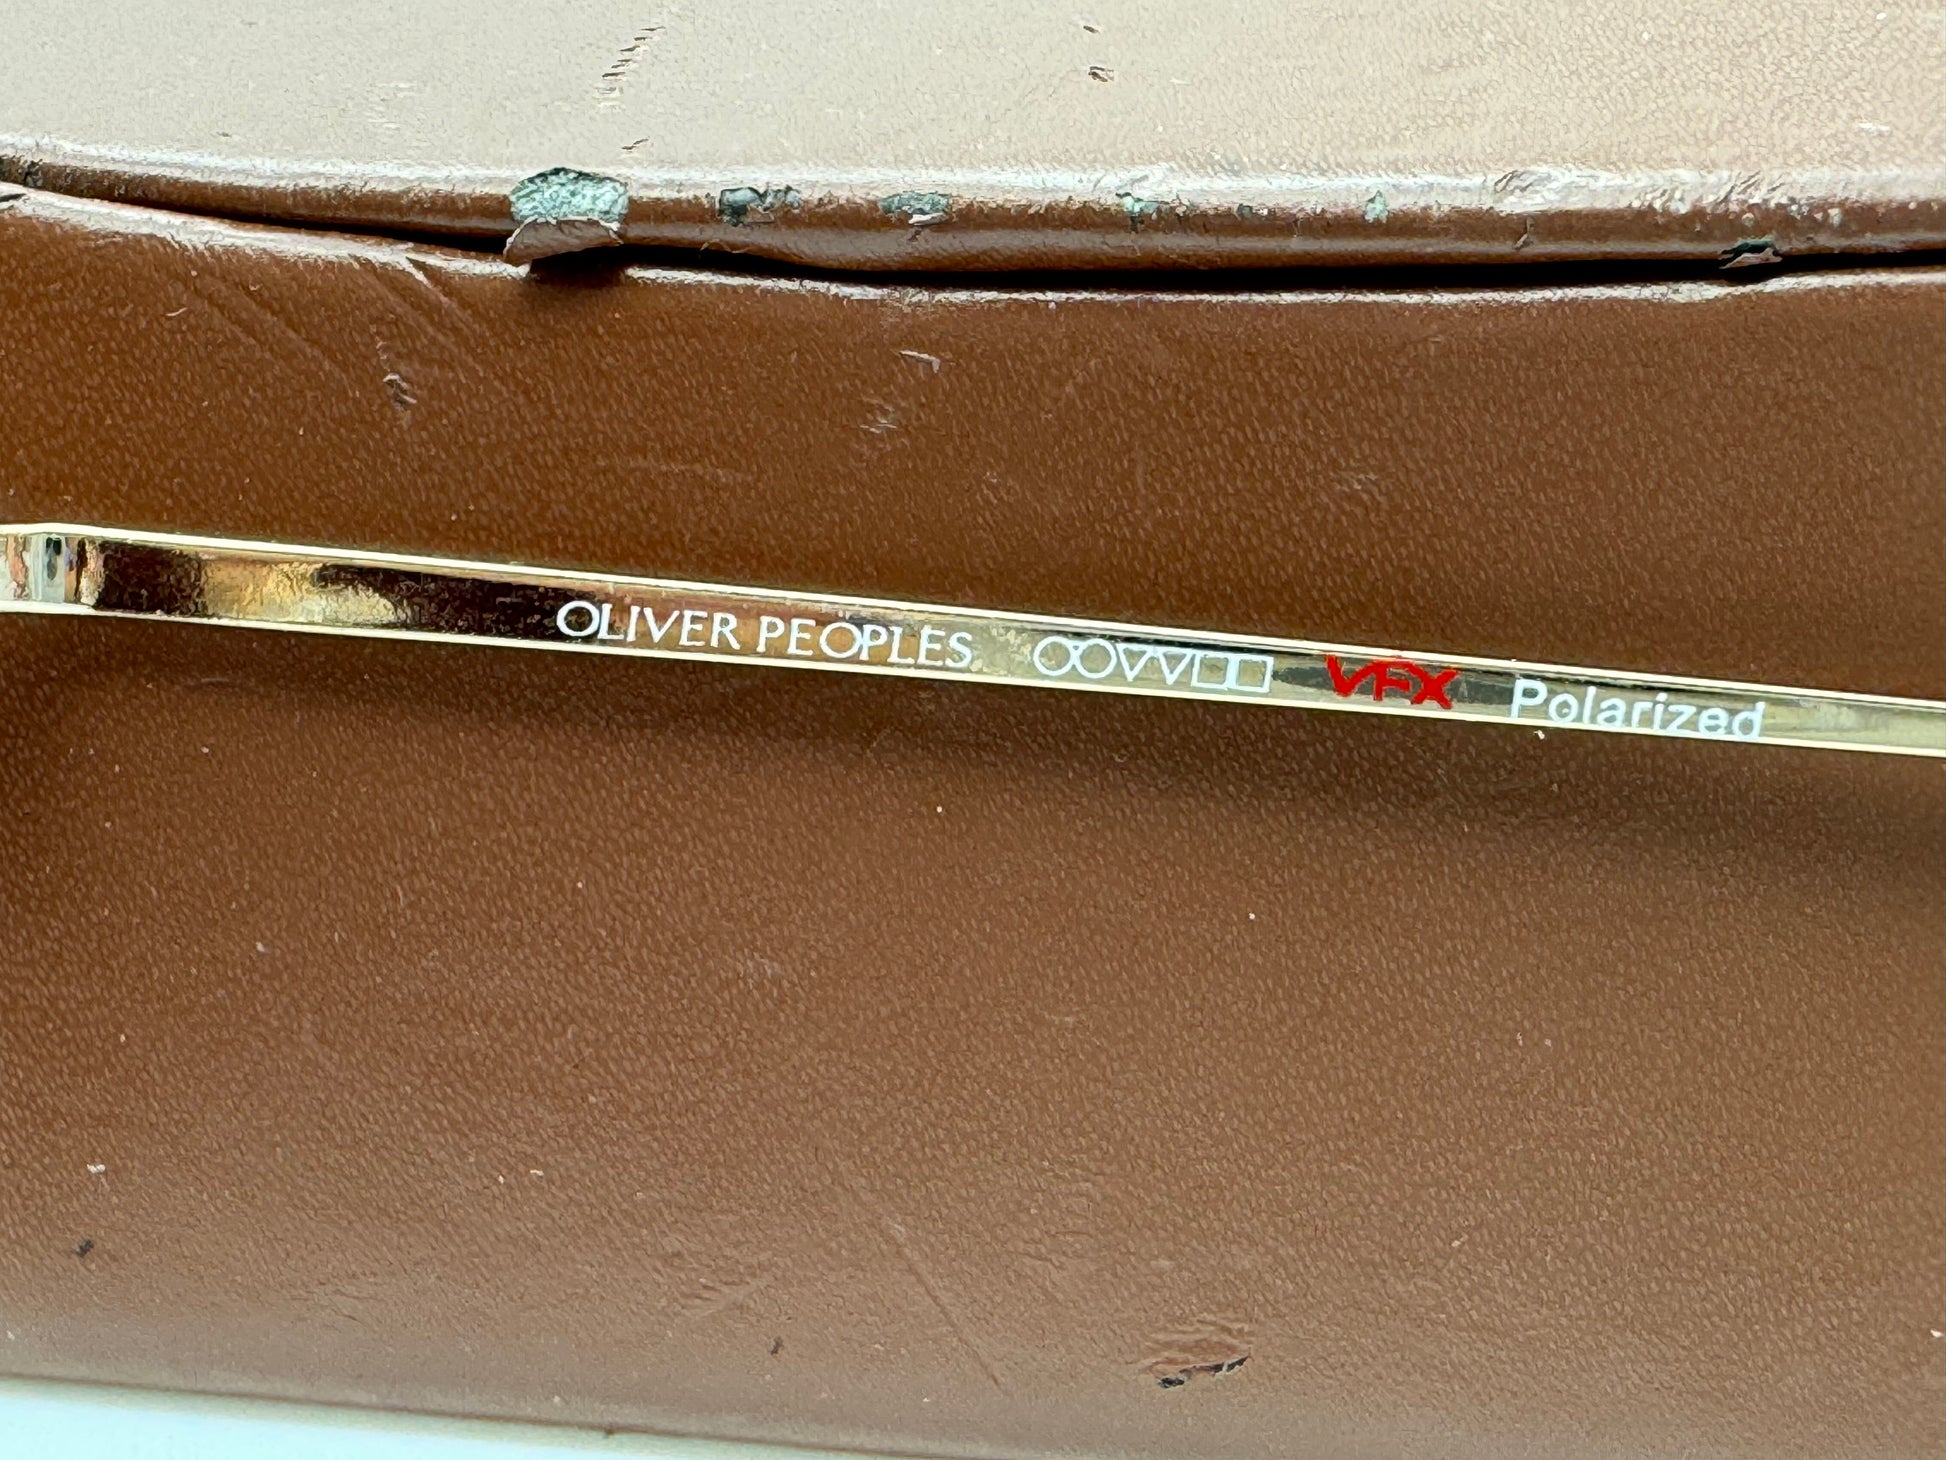 OLIVER PEOPLES ○○▽▽□□ VFX Polarized